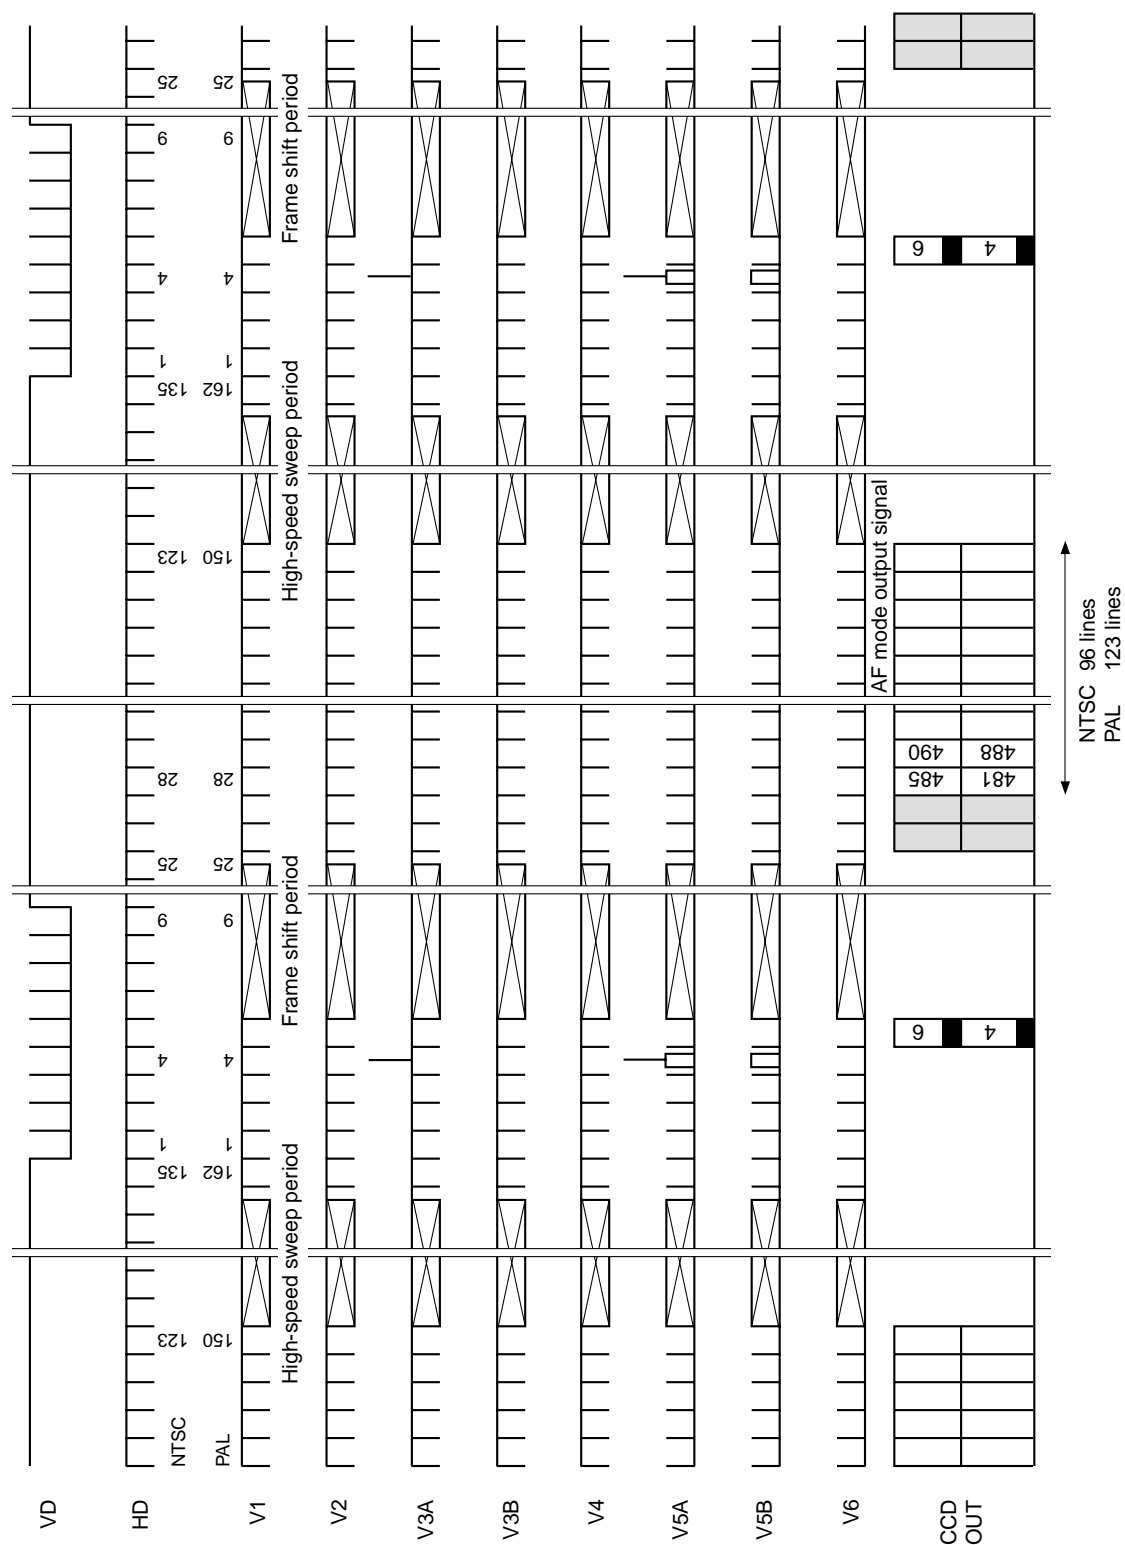 VD
HD
NTSC 123 135 1 4 9 25 28 123 135 1 4 9 25
PAL 150 162 1 4 9 25 28 150 162 1 4 9 25
V1
High-speed sweep period Frame shift period High-speed sweep period Frame shift period
V2
V3A
V3B
V4
V5A
V5B
V6
AF mode output signal
CCD
OUT
6 485 490 6
4 481 488 4
NTSC 96 lines
PAL 123 lines